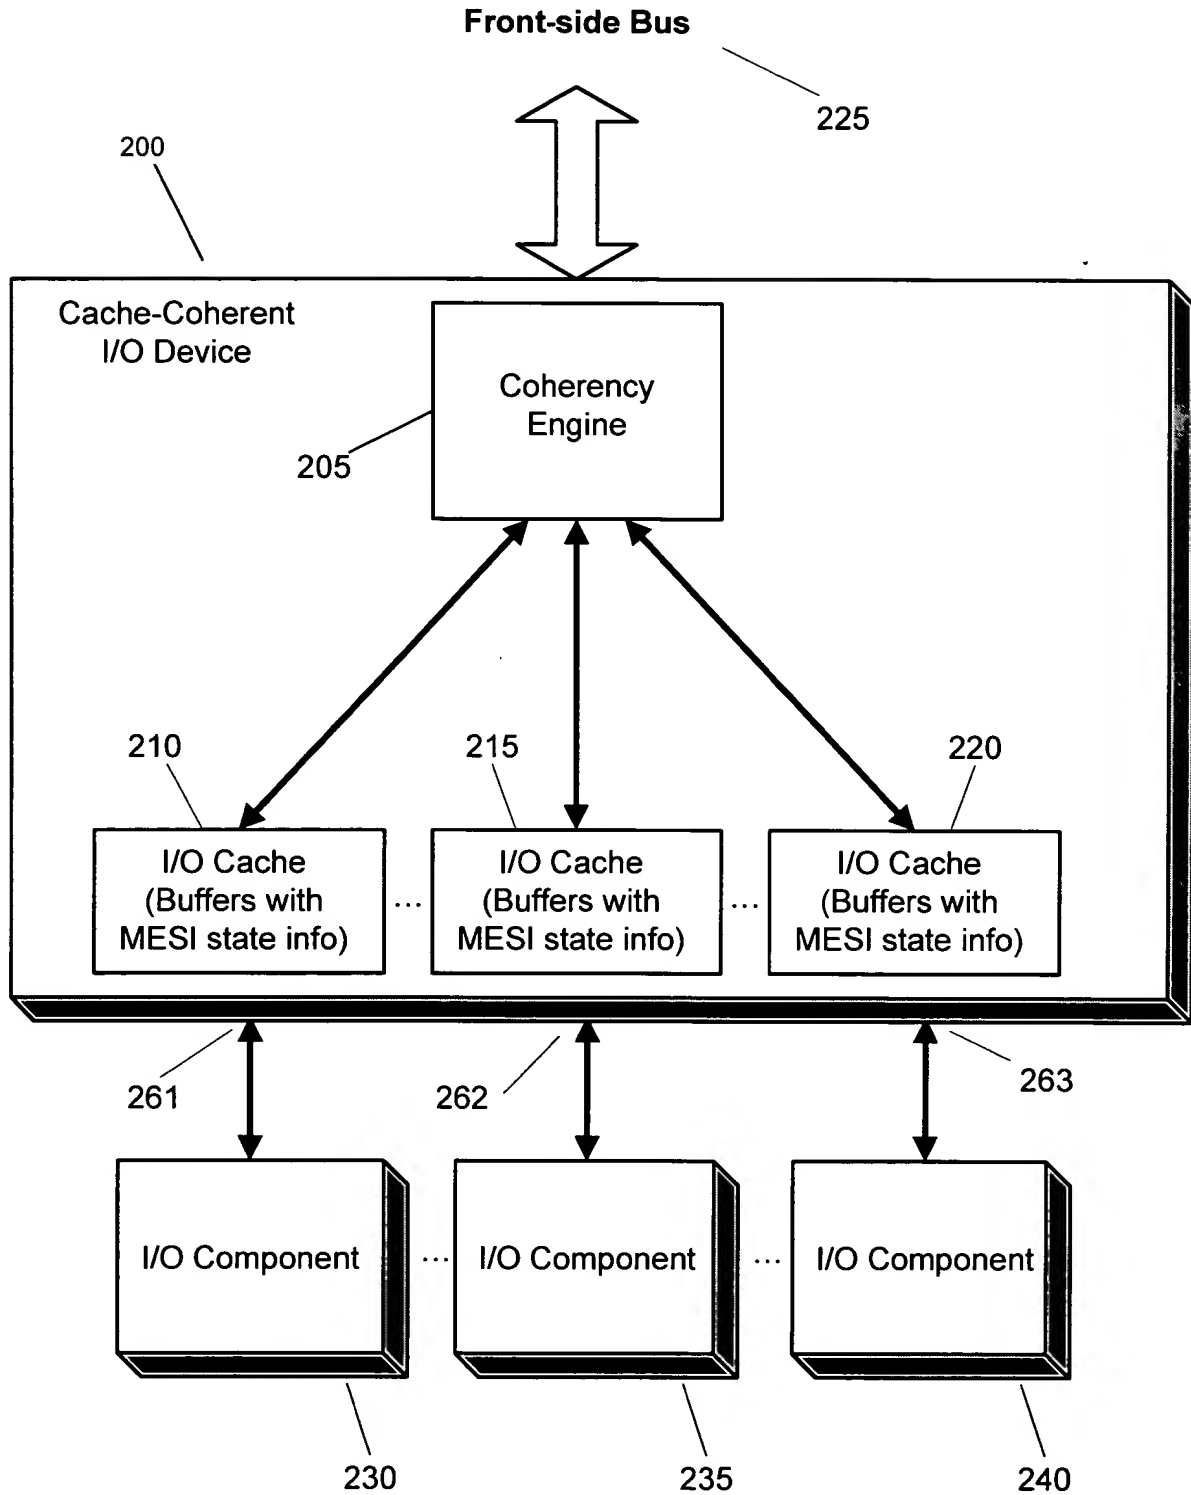 Front-side Bus
225
200
Cache-Coherent
I/O Device
Coherency
Engine
205
210
215
220
I/O Cache
(Buffers with
MESI state info)
...
I/O Cache
(Buffers with
MESI state info)
...
I/O Cache
(Buffers with
MESI state info)
261
262
263
I/O Component
...
I/O Component
...
I/O Component
230
235
240